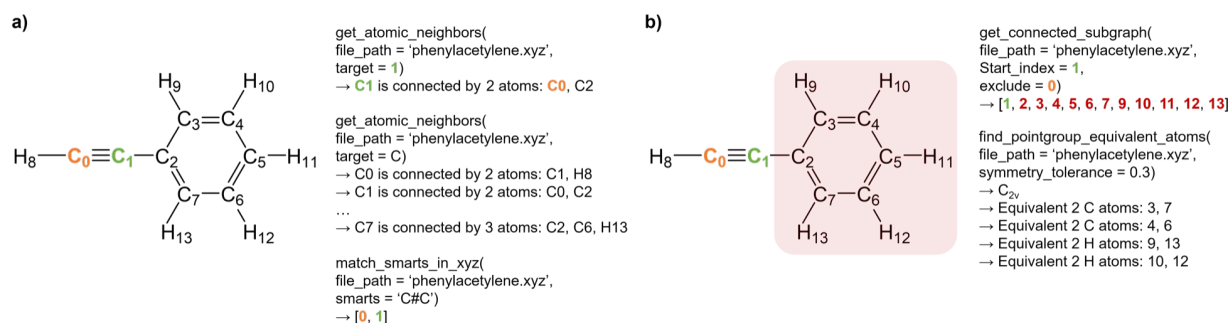 a)
H9
H10
C3
C4
H8
C0
C1
C2
C5
H11
C7
C6
H13
H12
get_atomic_neighbors(
file_path = 'phenylacetylene.xyz',
target = 1)
→ C1 is connected by 2 atoms: C0, C2
get_atomic_neighbors(
file_path = 'phenylacetylene.xyz',
target = C)
→ C0 is connected by 2 atoms: C1, H8
→ C1 is connected by 2 atoms: C0, C2
...
→ C7 is connected by 3 atoms: C2, C6, H13
match_smarts_in_xyz(
file_path = 'phenylacetylene.xyz',
smarts = 'C#C')
→ [0, 1]
b)
H9
H10
C3
C4
H8
C0
C1
C2
C5
H11
C7
C6
H13
H12
get_connected_subgraph(
file_path = 'phenylacetylene.xyz',
Start_index = 1,
exclude = 0)
→ [1, 2, 3, 4, 5, 6, 7, 9, 10, 11, 12, 13]
find_pointgroup_equivalent_atoms(
file_path = 'phenylacetylene.xyz',
symmetry_tolerance = 0.3)
→ C2v
→ Equivalent 2 C atoms: 3, 7
→ Equivalent 2 C atoms: 4, 6
→ Equivalent 2 H atoms: 9, 13
→ Equivalent 2 H atoms: 10, 12